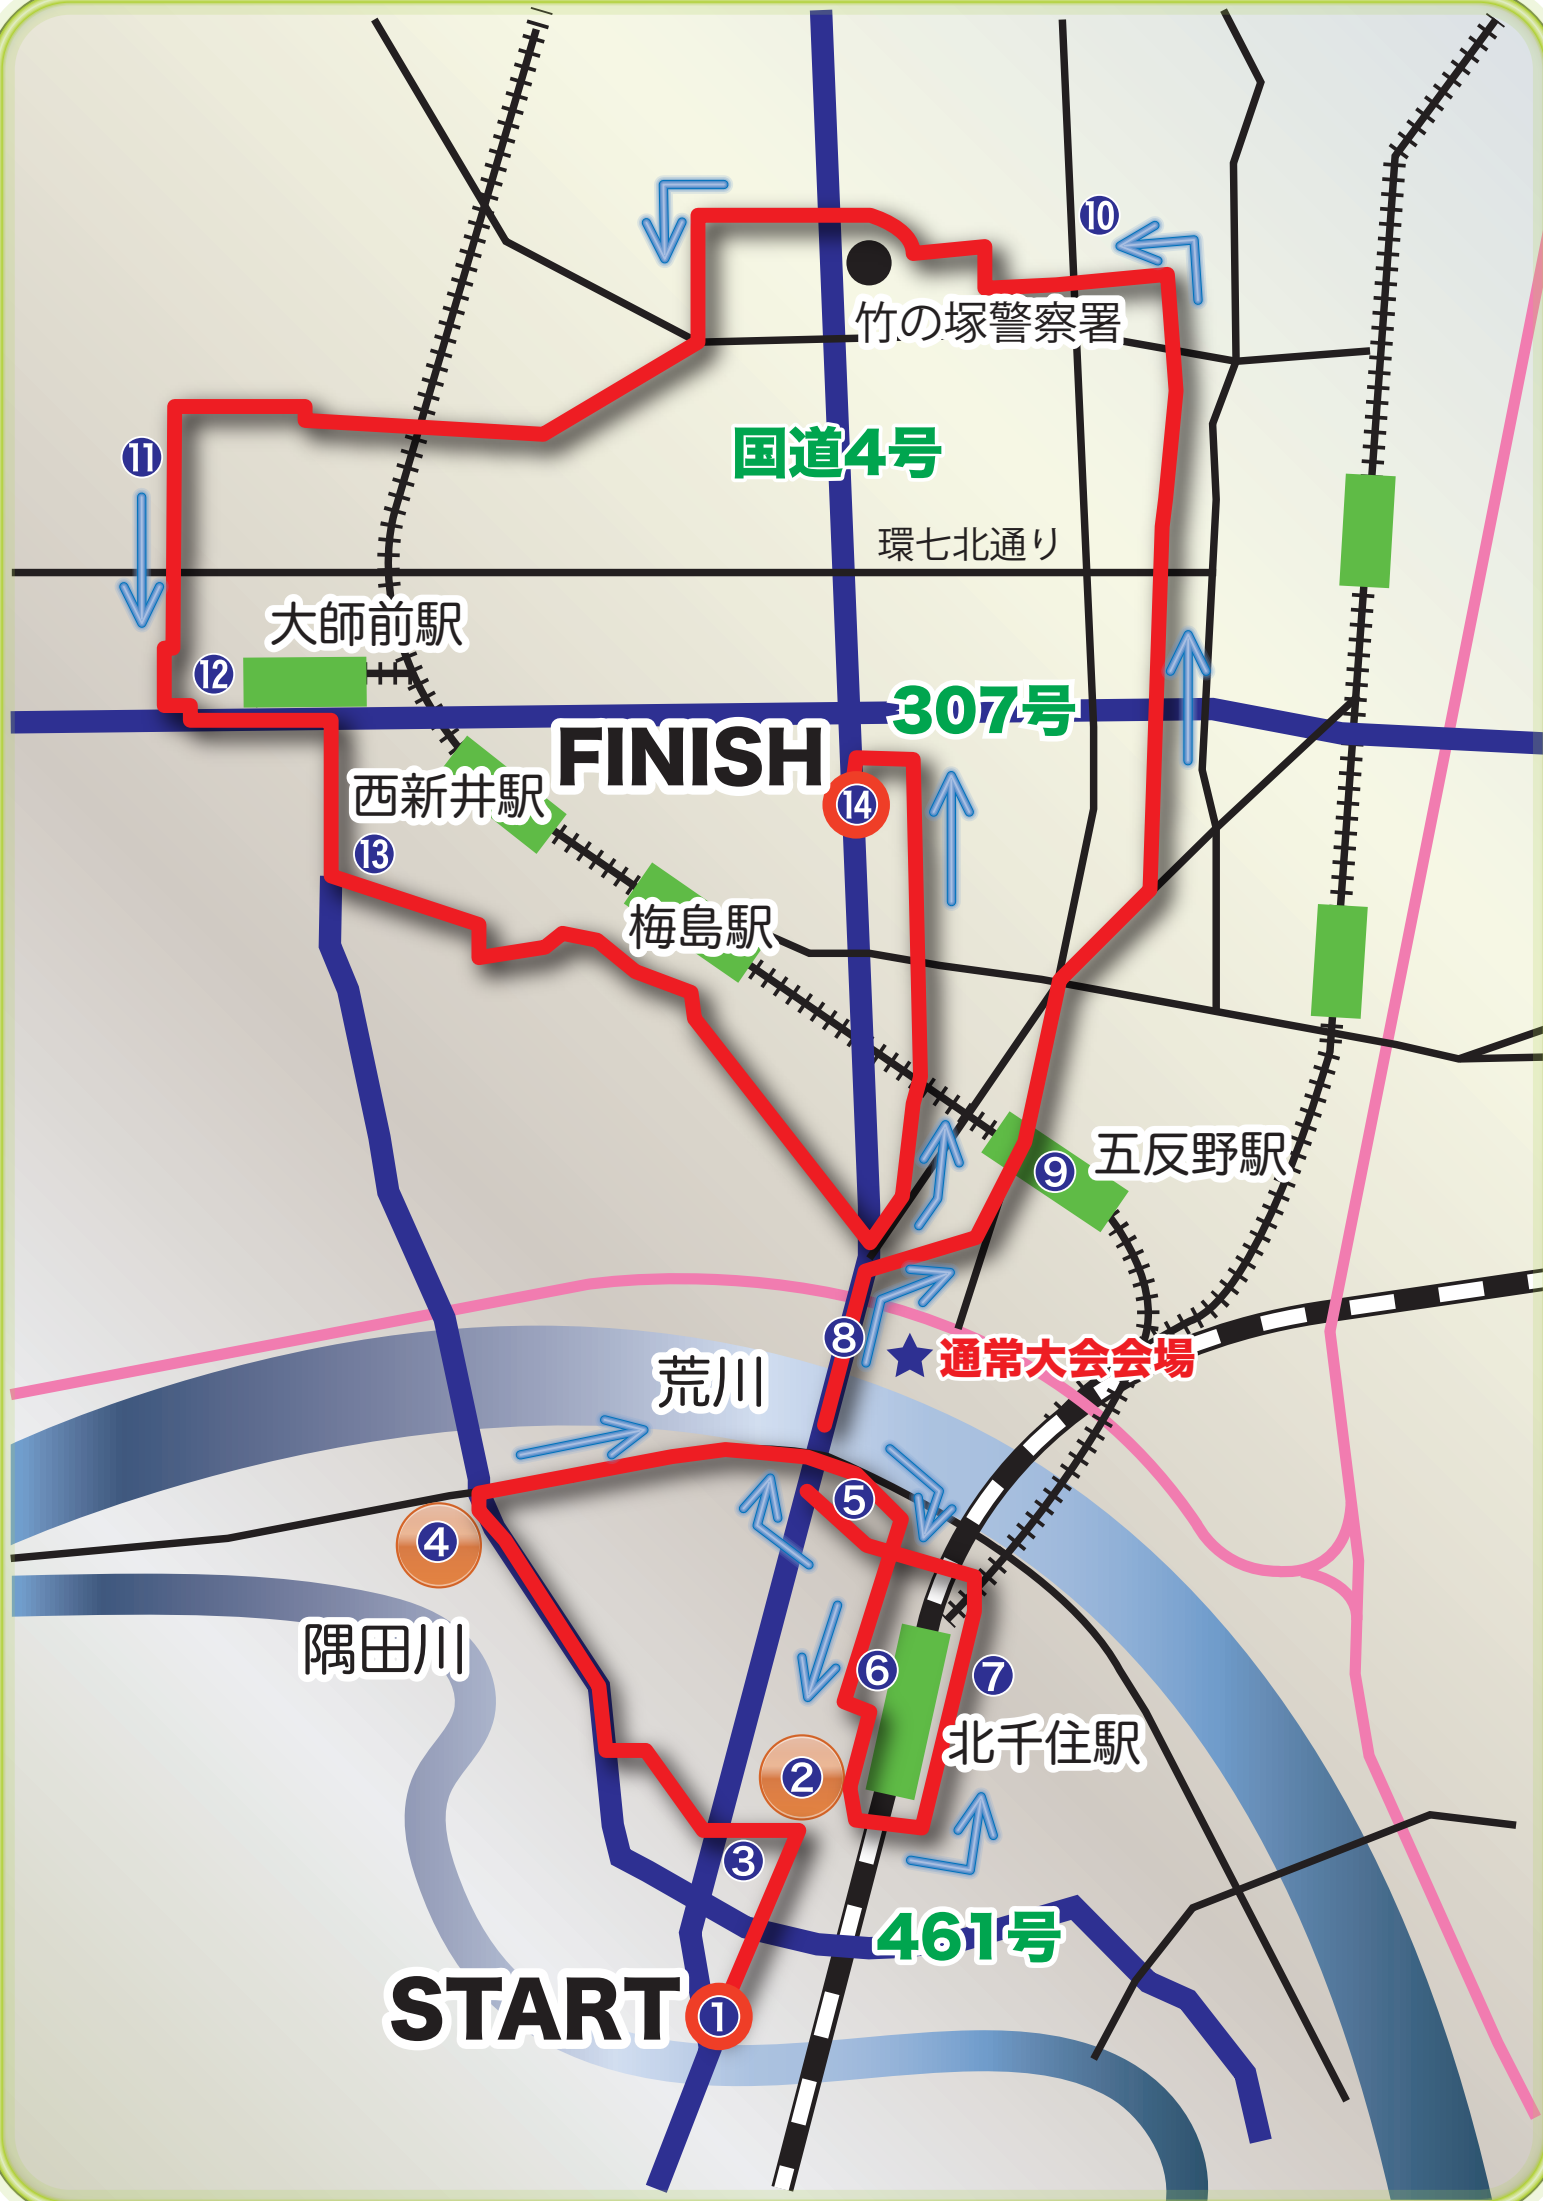 ⑩
竹の塚警察署
国道4号
⑪
環七北通り
大師前駅
⑫
307号
FINISH
西新井駅
⑭
⑬
梅島駅
五反野駅
⑨
⑧
通常大会会場
荒川
⑤
④
隅田川
⑥
⑦
北千住駅
②
③
461号
START
①